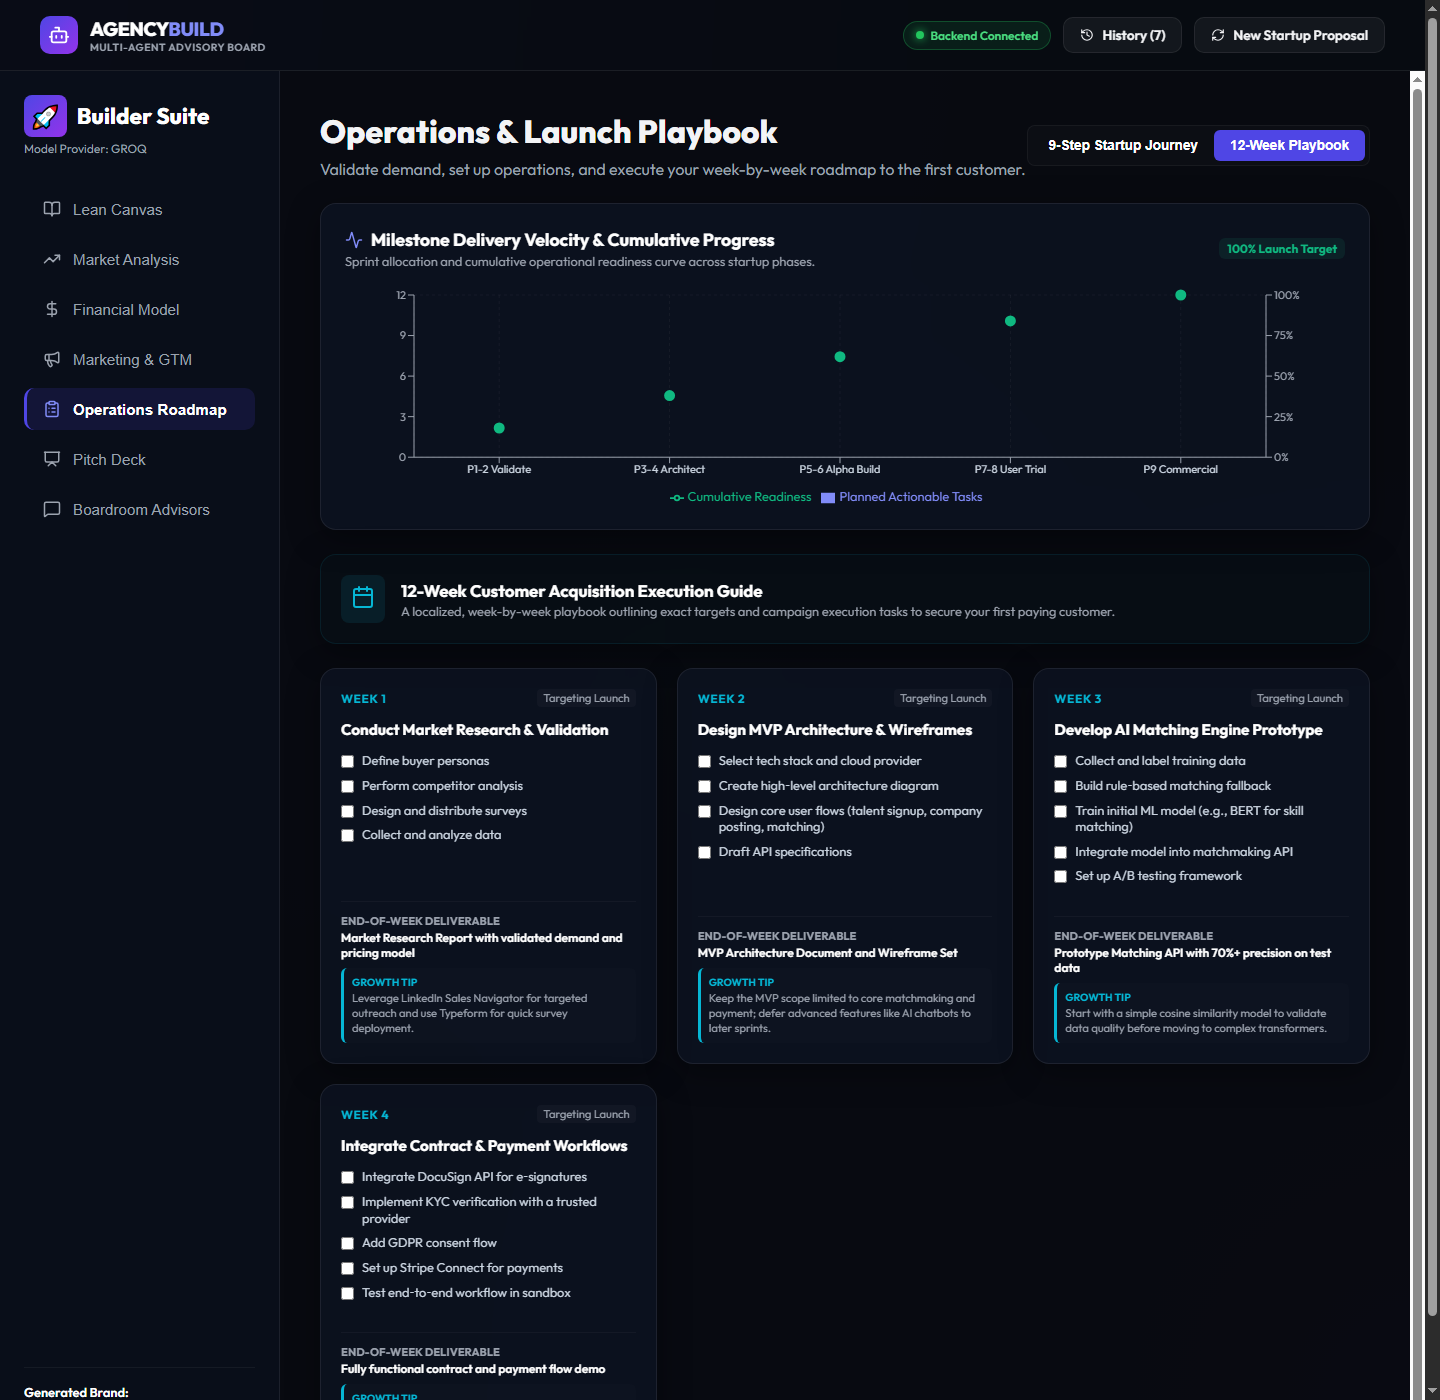 AGENCYBUILD
MULTI-AGENT ADVISORY BOARD
Backend Connected
History (7)
New Startup Proposal
Builder Suite
Model Provider: GROQ
Lean Canvas
Market Analysis
Financial Model
Marketing & GTM
Operations Roadmap
Pitch Deck
Boardroom Advisors
Generated Brand:
Operations & Launch Playbook
Validate demand, set up operations, and execute your week-by-week roadmap to the first customer.
9-Step Startup Journey
12-Week Playbook
Milestone Delivery Velocity & Cumulative Progress
Sprint allocation and cumulative operational readiness curve across startup phases.
100% Launch Target
12
9
6
3
0
100%
75%
50%
25%
0%
P1-2 Validate
P3-4 Architect
P5-6 Alpha Build
P7-8 User Trial
P9 Commercial
Cumulative Readiness
Planned Actionable Tasks
12-Week Customer Acquisition Execution Guide
A localized, week-by-week playbook outlining exact targets and campaign execution tasks to secure your first paying customer.
WEEK 1
Targeting Launch
Conduct Market Research & Validation
Define buyer personas
Perform competitor analysis
Design and distribute surveys
Collect and analyze data
END-OF-WEEK DELIVERABLE
Market Research Report with validated demand and
pricing model
GROWTH TIP
Leverage LinkedIn Sales Navigator for targeted
outreach and use Typeform for quick survey
deployment.
WEEK 2
Targeting Launch
Design MVP Architecture & Wireframes
Select tech stack and cloud provider
Create high-level architecture diagram
Design core user flows (talent signup, company
posting, matching)
Draft API specifications
END-OF-WEEK DELIVERABLE
MVP Architecture Document and Wireframe Set
GROWTH TIP
Keep the MVP scope limited to core matchmaking and
payment; defer advanced features like AI chatbots to
later sprints.
WEEK 3
Targeting Launch
Develop AI Matching Engine Prototype
Collect and label training data
Build rule-based matching fallback
Train initial ML model (e.g., BERT for skill
matching)
Integrate model into matchmaking API
Set up A/B testing framework
END-OF-WEEK DELIVERABLE
Prototype Matching API with 70%+ precision on test
data
GROWTH TIP
Start with a simple cosine similarity model to validate
data quality before moving to complex transformers.
WEEK 4
Targeting Launch
Integrate Contract & Payment Workflows
Integrate DocuSign API for e-signatures
Implement KYC verification with a trusted
provider
Add GDPR consent flow
Set up Stripe Connect for payments
Test end-to-end workflow in sandbox
END-OF-WEEK DELIVERABLE
Fully functional contract and payment flow demo
GROWTH TIP